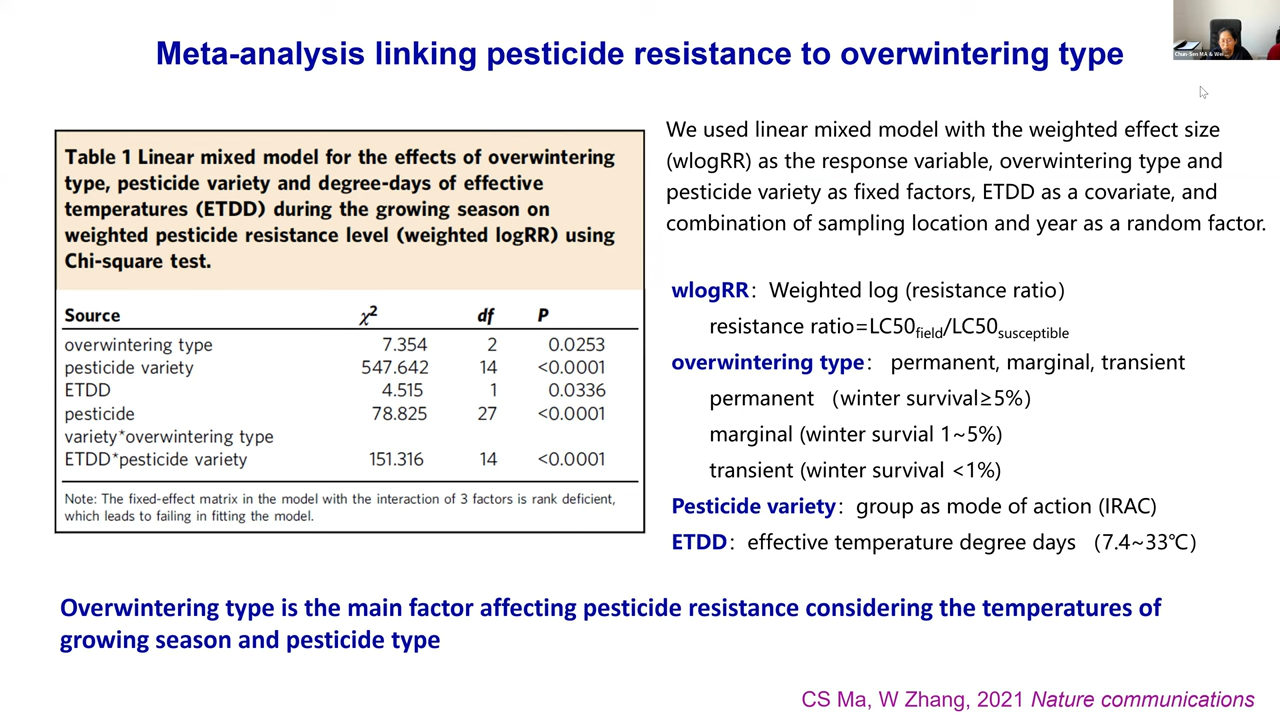 Meta-analysis linking pesticide resistance to overwintering type
Chun-Sen MA & Wei
Table 1 Linear mixed model for the effects of overwintering
type, pesticide variety and degree-days of effective
temperatures (ETDD) during the growing season on
weighted pesticide resistance level (weighted logRR) using
Chi-square test.
Source χ2 df P
overwintering type 7.354 2 0.0253
pesticide variety 547.642 14 <0.0001
ETDD 4.515 1 0.0336
pesticide 78.825 27 <0.0001
variety*overwintering type
ETDD*pesticide variety 151.316 14 <0.0001
Note: The fixed-effect matrix in the model with the interaction of 3 factors is rank deficient,
which leads to failing in fitting the model.
We used linear mixed model with the weighted effect size
(wlogRR) as the response variable, overwintering type and
pesticide variety as fixed factors, ETDD as a covariate, and
combination of sampling location and year as a random factor.
wlogRR： Weighted log (resistance ratio)
resistance ratio=LC50field/LC50susceptible
overwintering type： permanent, marginal, transient
permanent （winter survival≥5%)
marginal (winter survial 1~5%)
transient (winter survival <1%)
Pesticide variety： group as mode of action (IRAC)
ETDD： effective temperature degree days （7.4~33℃）
Overwintering type is the main factor affecting pesticide resistance considering the temperatures of
growing season and pesticide type
CS Ma, W Zhang, 2021 Nature communications